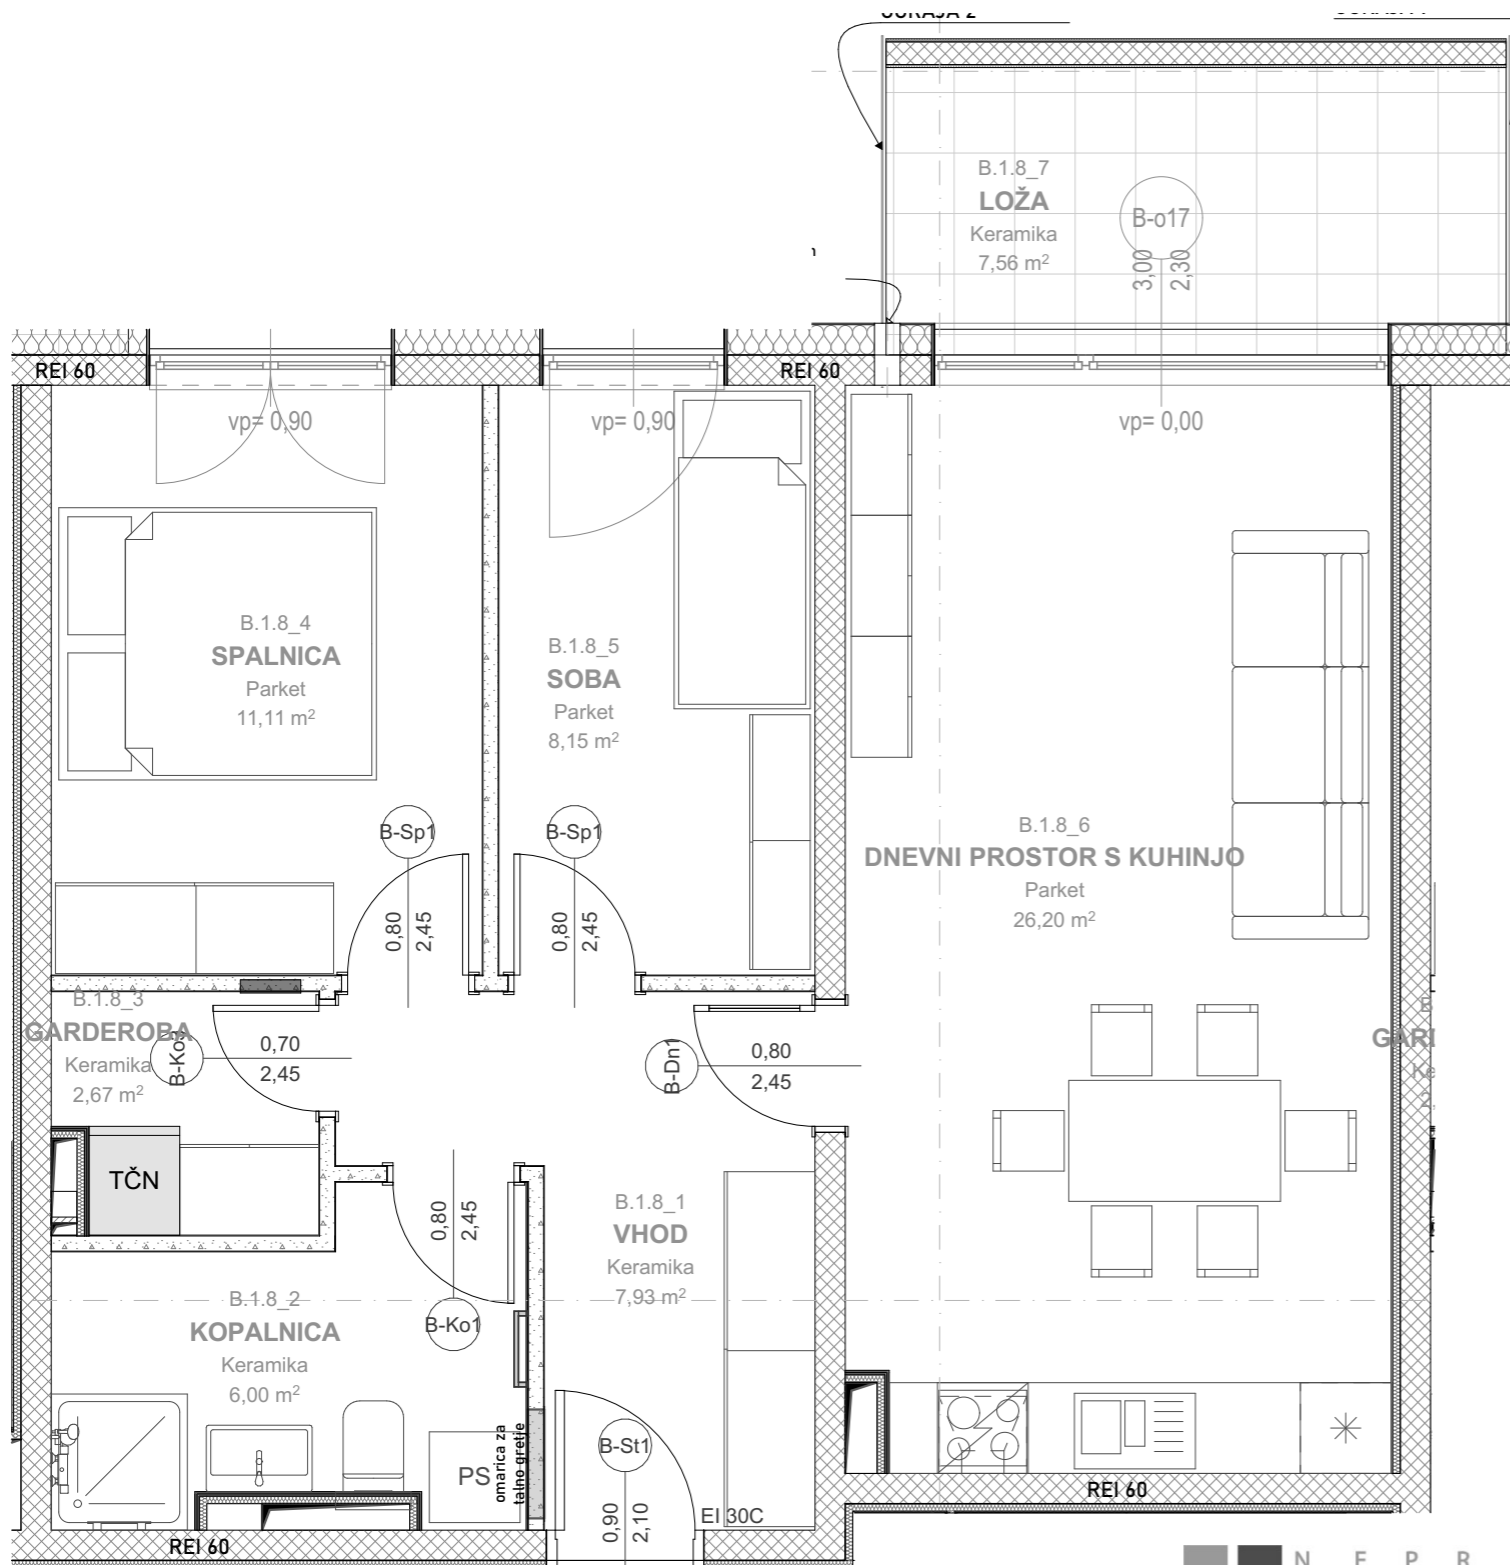 OGRAJA 2
B.1.8_7
LOŽA
Keramika
7,56 m²
B-o17
3,00
2,30
REI 60
REI 60
vp= 0,90
vp= 0,90
vp= 0,00
B.1.8_4
SPALNICA
Parket
11,11 m²
B.1.8_5
SOBA
Parket
8,15 m²
B-Sp1
0,80
2,45
B-Sp1
0,80
2,45
B.1.8_6
DNEVNI PROSTOR S KUHINJO
Parket
26,20 m²
B.1.8_3
GARDEROBA
Keramika
2,67 m²
0,70
2,45
B-Dn1
0,80
2,45
GARI
Ke
TČN
0,80
2,45
B-Ko1
B.1.8_1
VHOD
Keramika
7,93 m²
B.1.8_2
KOPALNICA
Keramika
6,00 m²
PS
omarica za
talno gretje
B-St1
0,90
2,10
EI 30C
REI 60
REI 60
N E P R